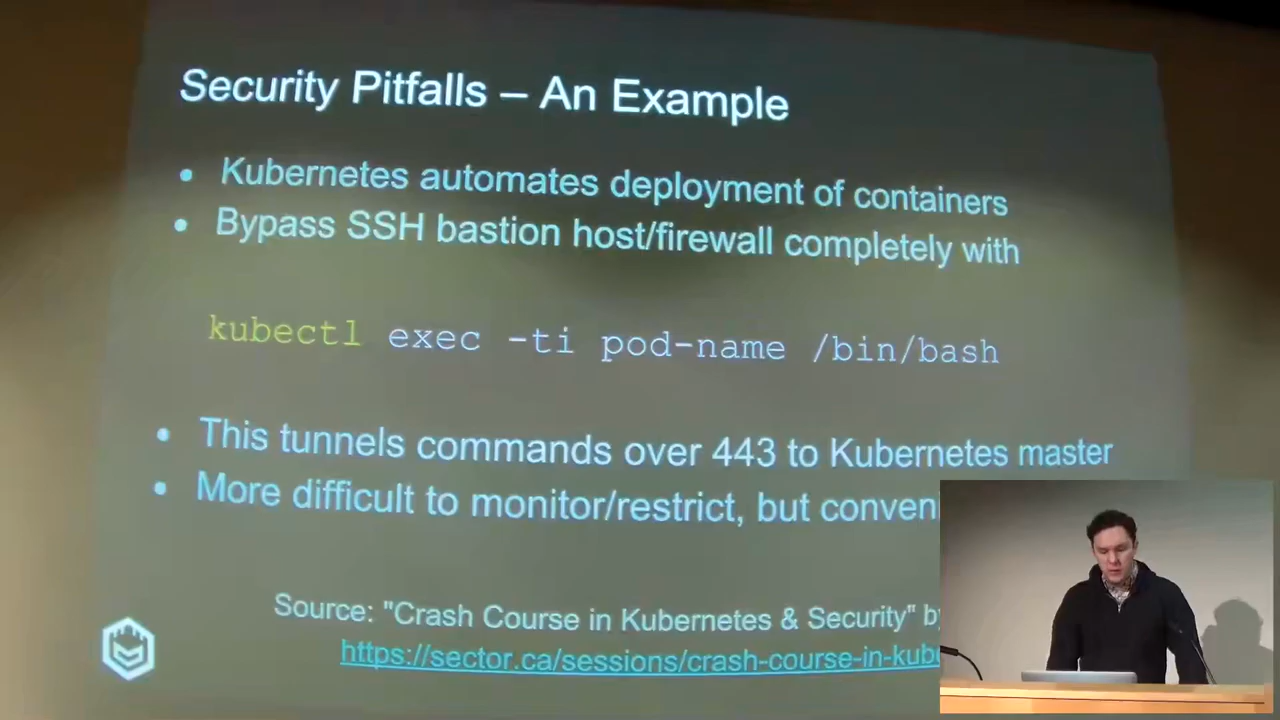 Security Pitfalls – An Example
• Kubernetes automates deployment of containers
• Bypass SSH bastion host/firewall completely with
kubectl exec -ti pod-name /bin/bash
• This tunnels commands over 443 to Kubernetes master
• More difficult to monitor/restrict, but conven
Source: "Crash Course in Kubernetes & Security" by
https://sector.ca/sessions/crash-course-in-kube